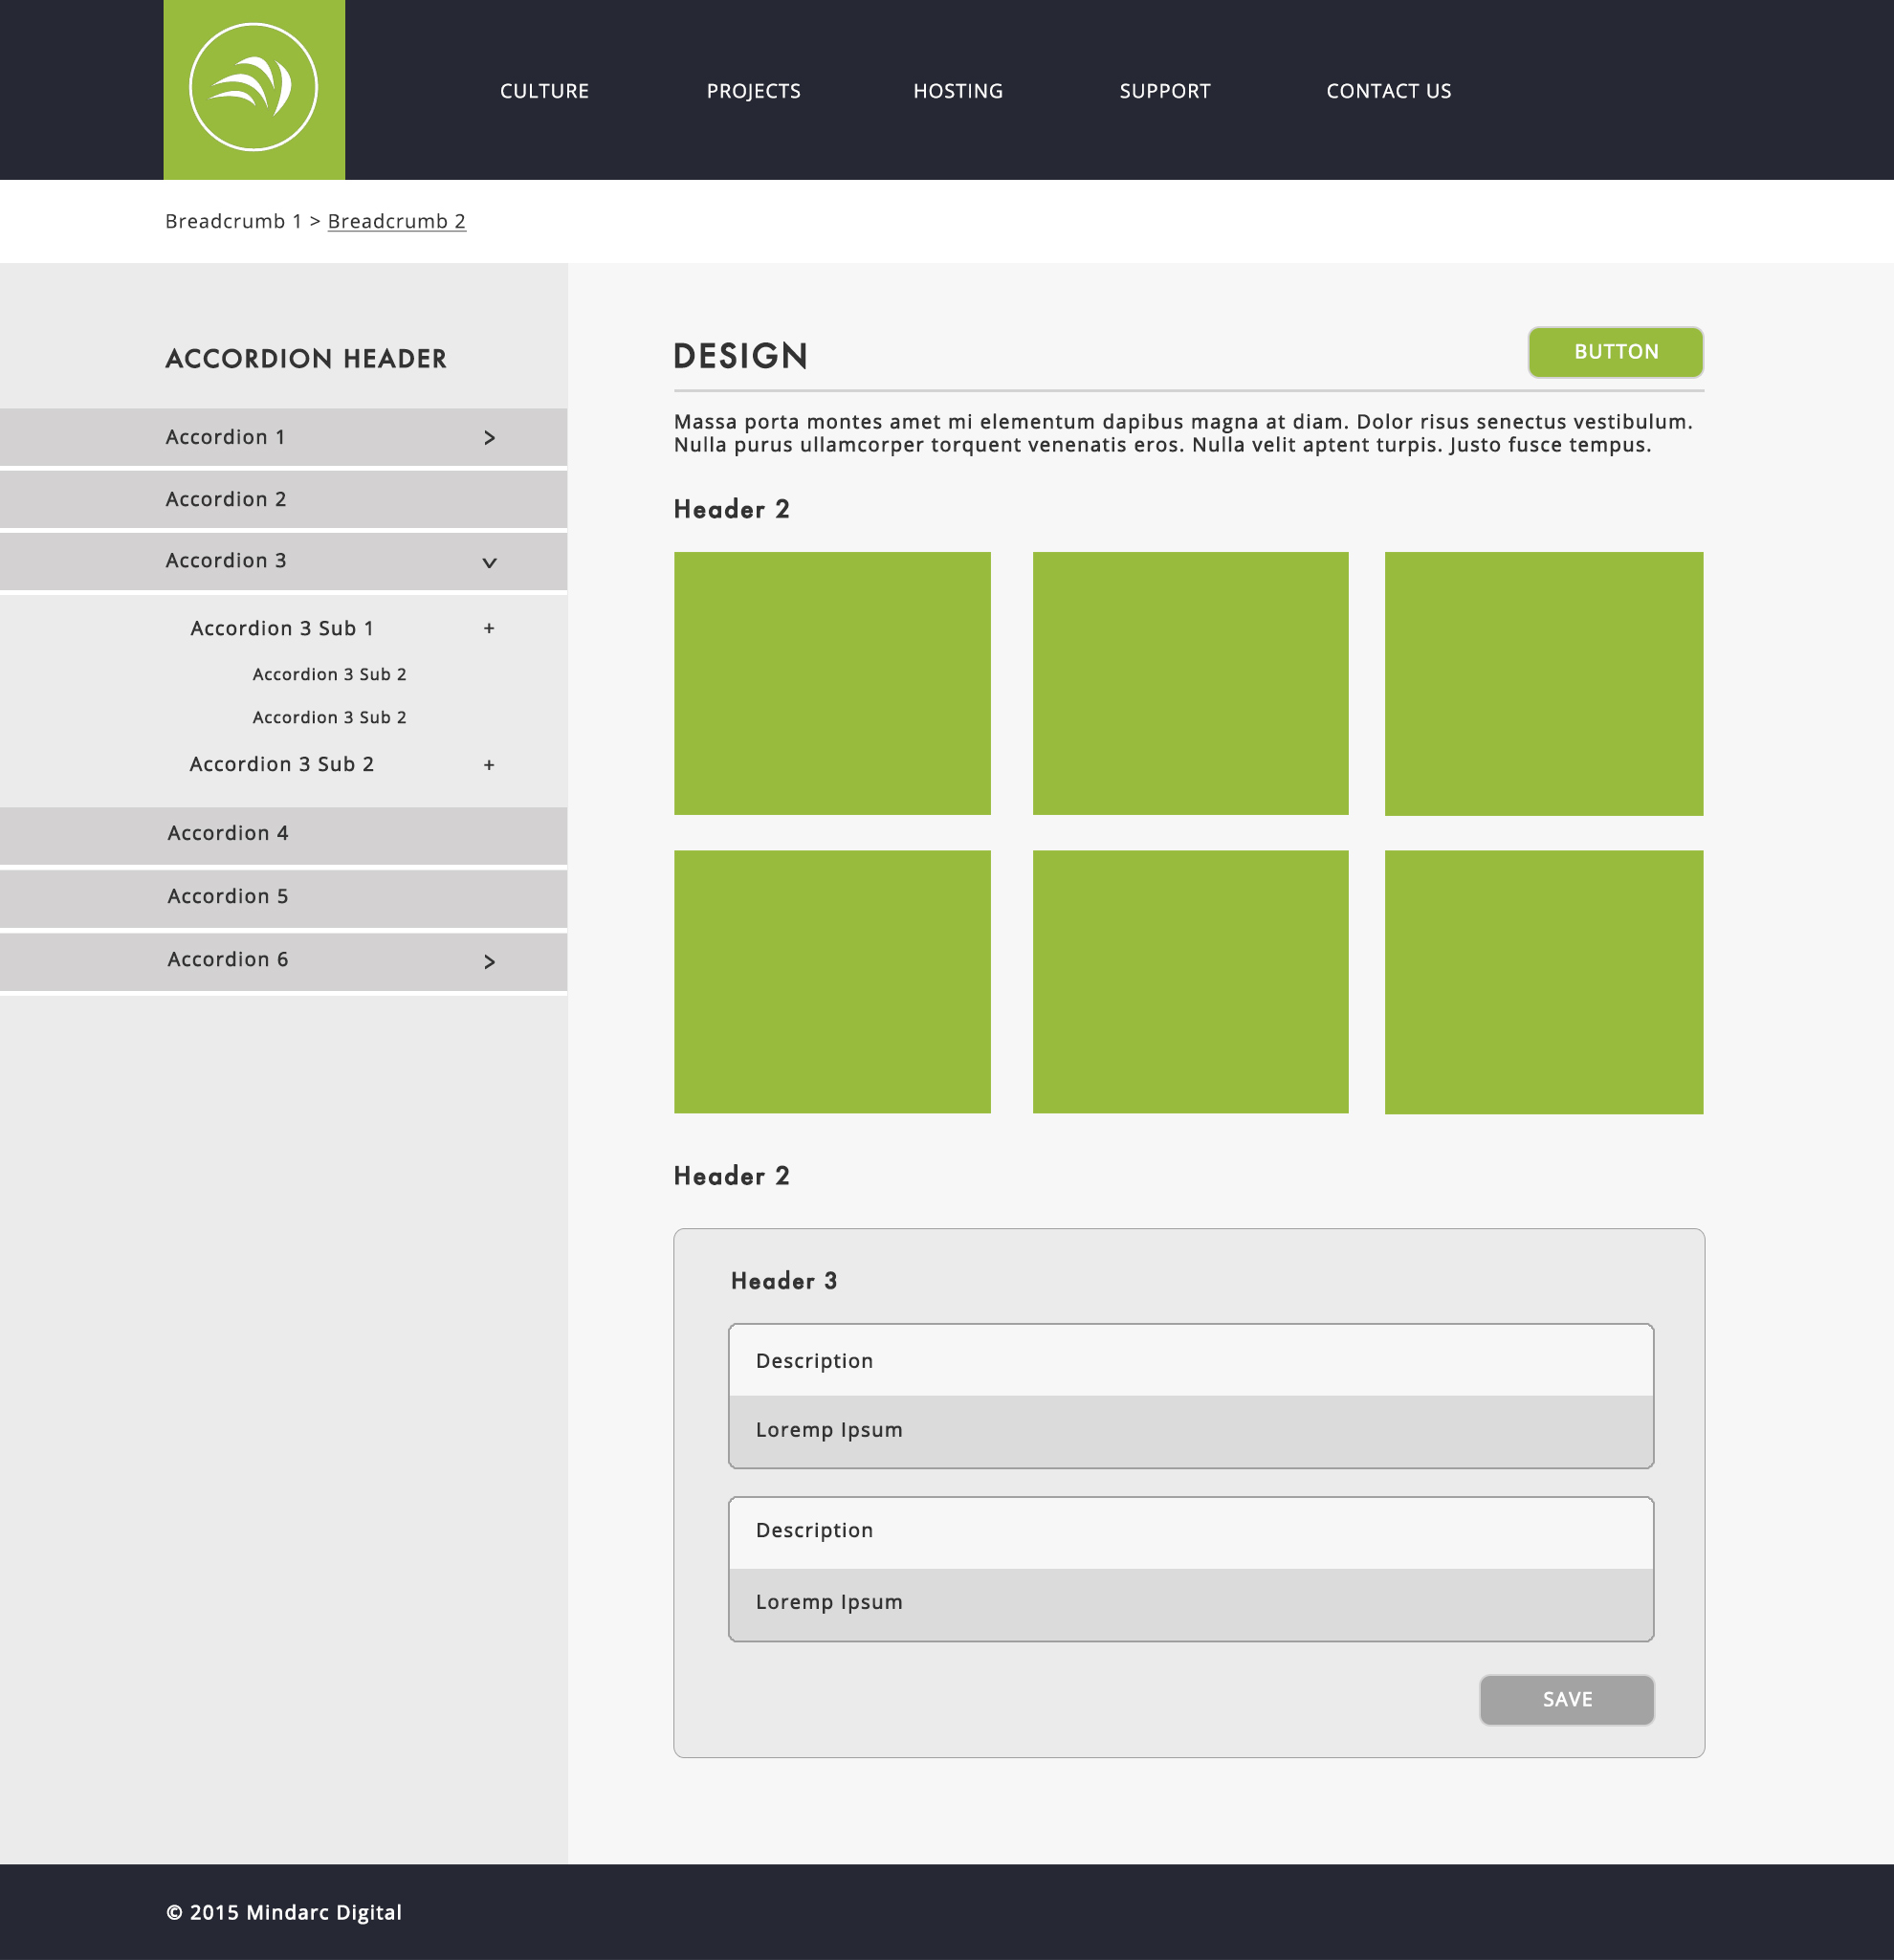 CULTURE PROJECTS HOSTING SUPPORT CONTACT US
Breadcrumb 1 > Breadcrumb 2
ACCORDION HEADER
Accordion 1 >
Accordion 2
Accordion 3 v
Accordion 3 Sub 1 +
Accordion 3 Sub 2
Accordion 3 Sub 2
Accordion 3 Sub 2 +
Accordion 4
Accordion 5
Accordion 6 >
DESIGN
BUTTON
Massa porta montes amet mi elementum dapibus magna at diam. Dolor risus senectus vestibulum.
Nulla purus ullamcorper torquent venenatis eros. Nulla velit aptent turpis. Justo fusce tempus.
Header 2
Header 2
Header 3
Description
Loremp Ipsum
Description
Loremp Ipsum
SAVE
© 2015 Mindarc Digital